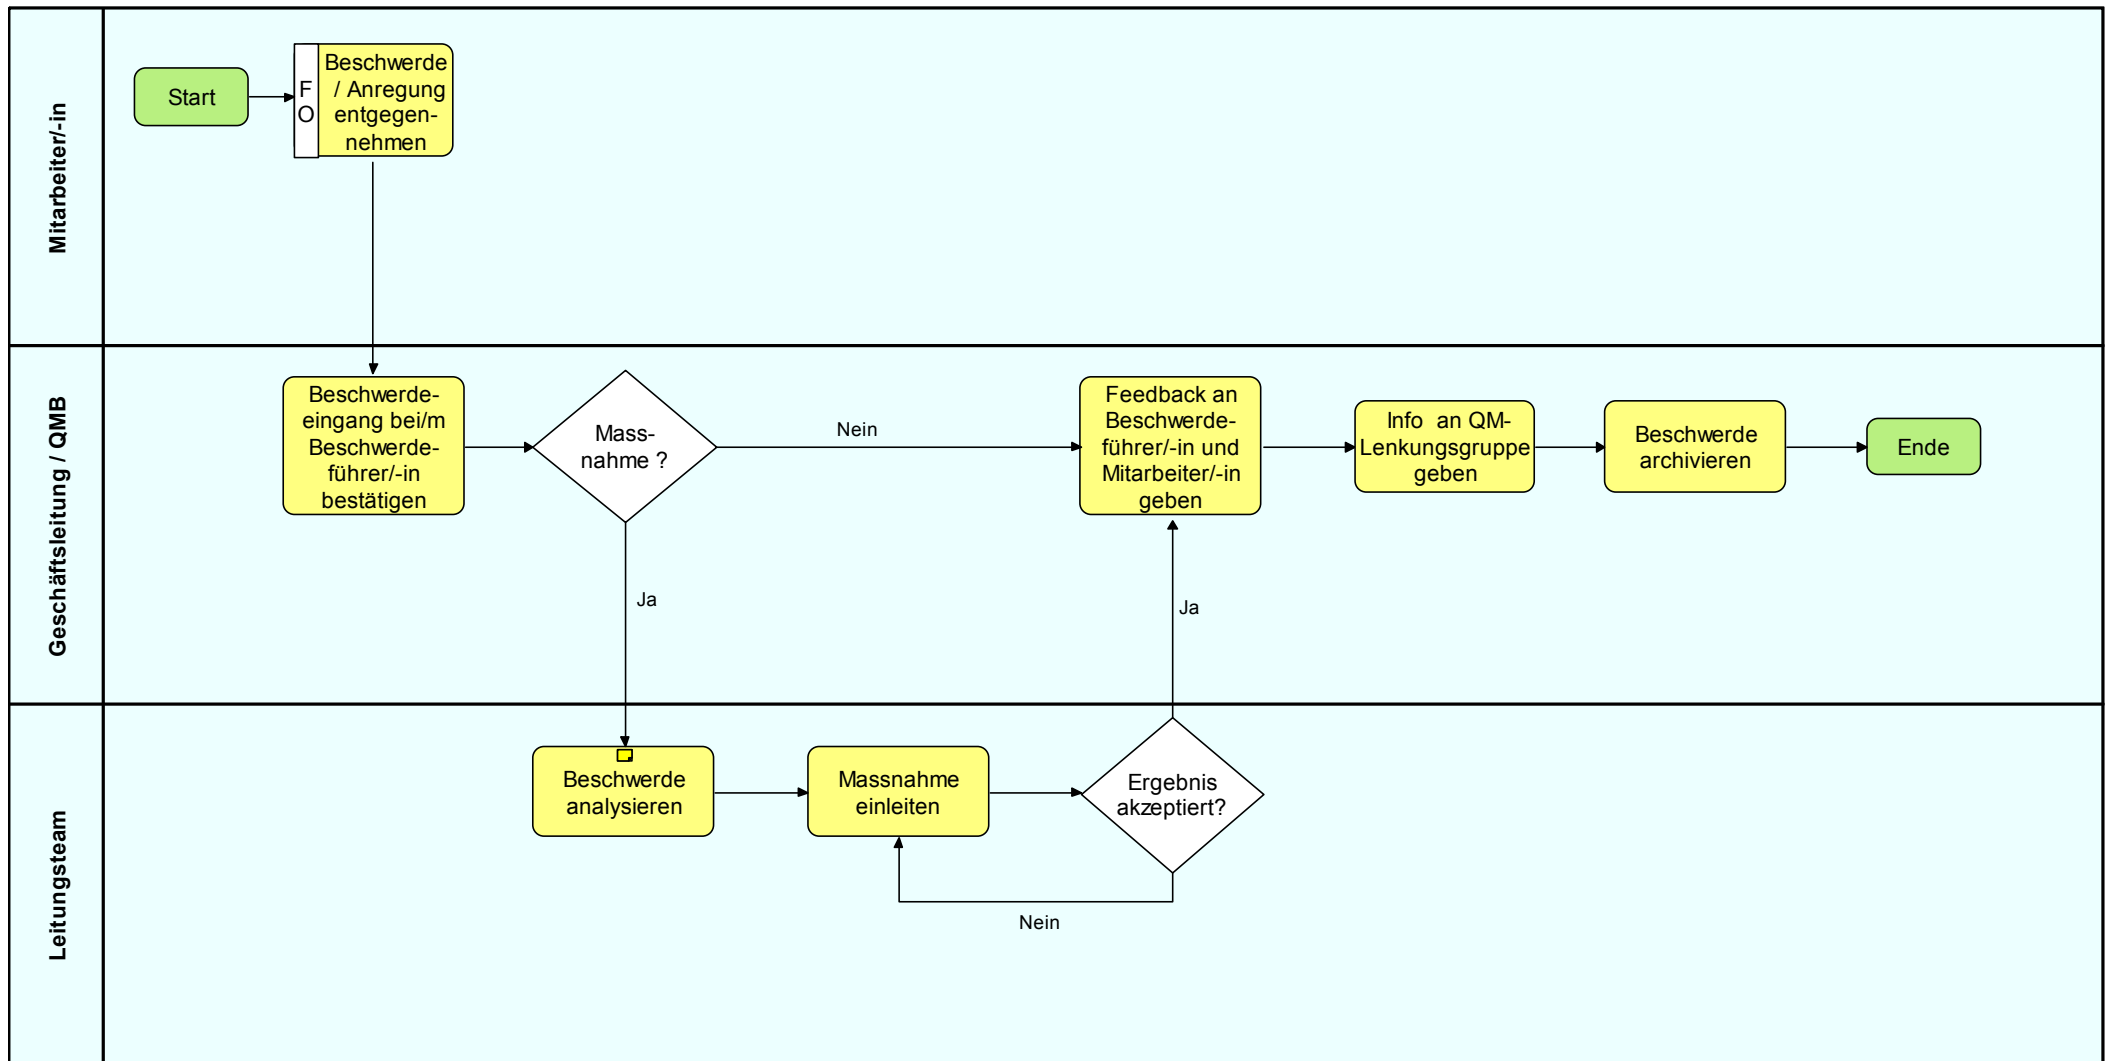 Mitarbeiter/-in
Start
F
O
Beschwerde
/ Anregung
entgegen-
nehmen
Geschäftsleitung / QMB
Beschwerde-
eingang bei/m
Beschwerde-
führer/-in
bestätigen
Mass-
nahme ?
Nein
Ja
Feedback an
Beschwerde-
führer/-in und
Mitarbeiter/-in
geben
Info an QM-
Lenkungsgruppe
geben
Beschwerde
archivieren
Ende
Ja
Leitungsteam
Beschwerde
analysieren
Massnahme
einleiten
Ergebnis
akzeptiert?
Nein